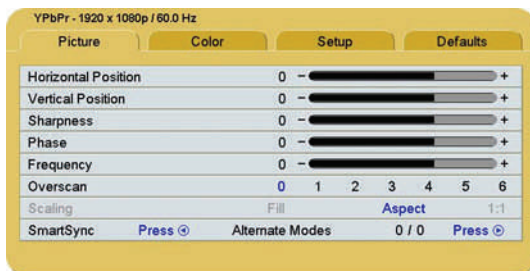 YPbPr - 1920 x 1080p / 60.0 Hz
Picture Color Setup Defaults
Horizontal Position 0 - +
Vertical Position 0 - +
Sharpness 0 - +
Phase 0 - +
Frequency 0 - +
Overscan 0 1 2 3 4 5 6
Scaling Fill Aspect 1:1
SmartSync Press Alternate Modes 0 / 0 Press